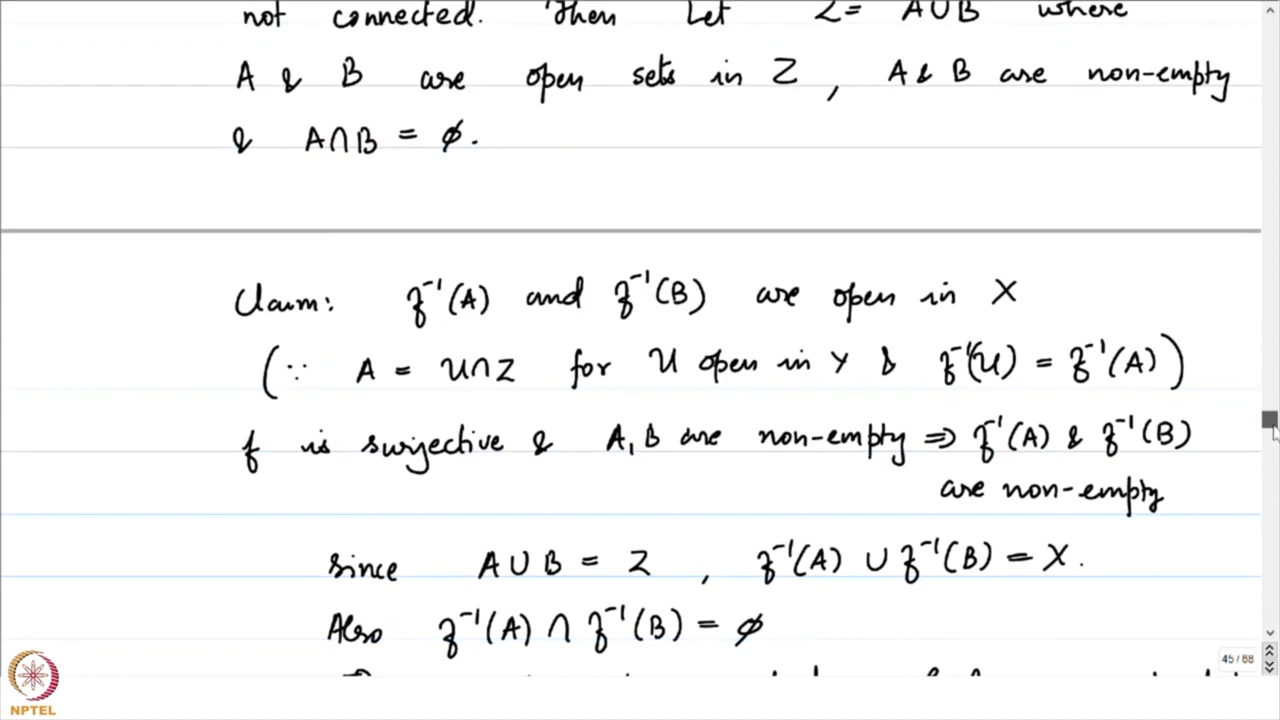 not connected. Then Let Z = A ∪ B where
A & B are open sets in Z , A & B are non-empty
& A∩B = ϕ.
Claim: f⁻¹(A) and f⁻¹(B) are open in X
(∵ A = U∩Z for U open in Y & f⁻¹(U) = f⁻¹(A))
f is surjective & A, B are non-empty ⇒ f⁻¹(A) & f⁻¹(B)
are non-empty
since A ∪ B = Z , f⁻¹(A) ∪ f⁻¹(B) = X.
Also f⁻¹(A) ∩ f⁻¹(B) = ϕ
45 / 68
NPTEL